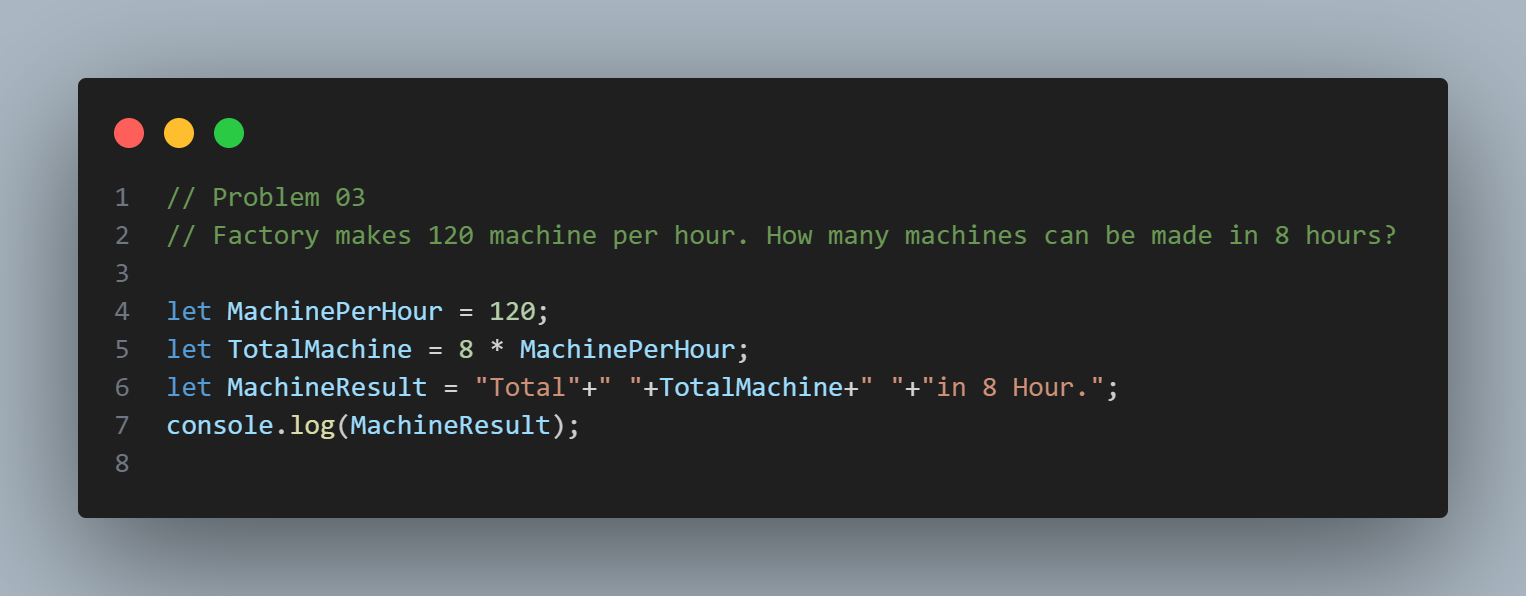 1 // Problem 03
2 // Factory makes 120 machine per hour. How many machines can be made in 8 hours?
3
4 let MachinePerHour = 120;
5 let TotalMachine = 8 * MachinePerHour;
6 let MachineResult = "Total"+" "+TotalMachine+" "+"in 8 Hour.";
7 console.log(MachineResult);
8